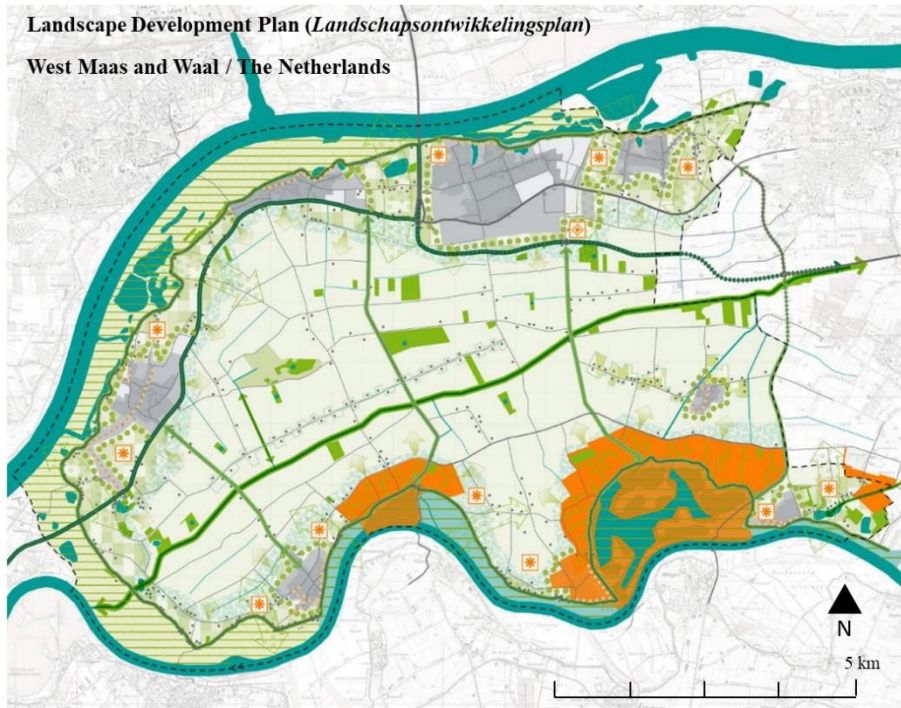 Landscape Development Plan (Landschapsontwikkelingsplan)
West Maas and Waal / The Netherlands
N
5 km